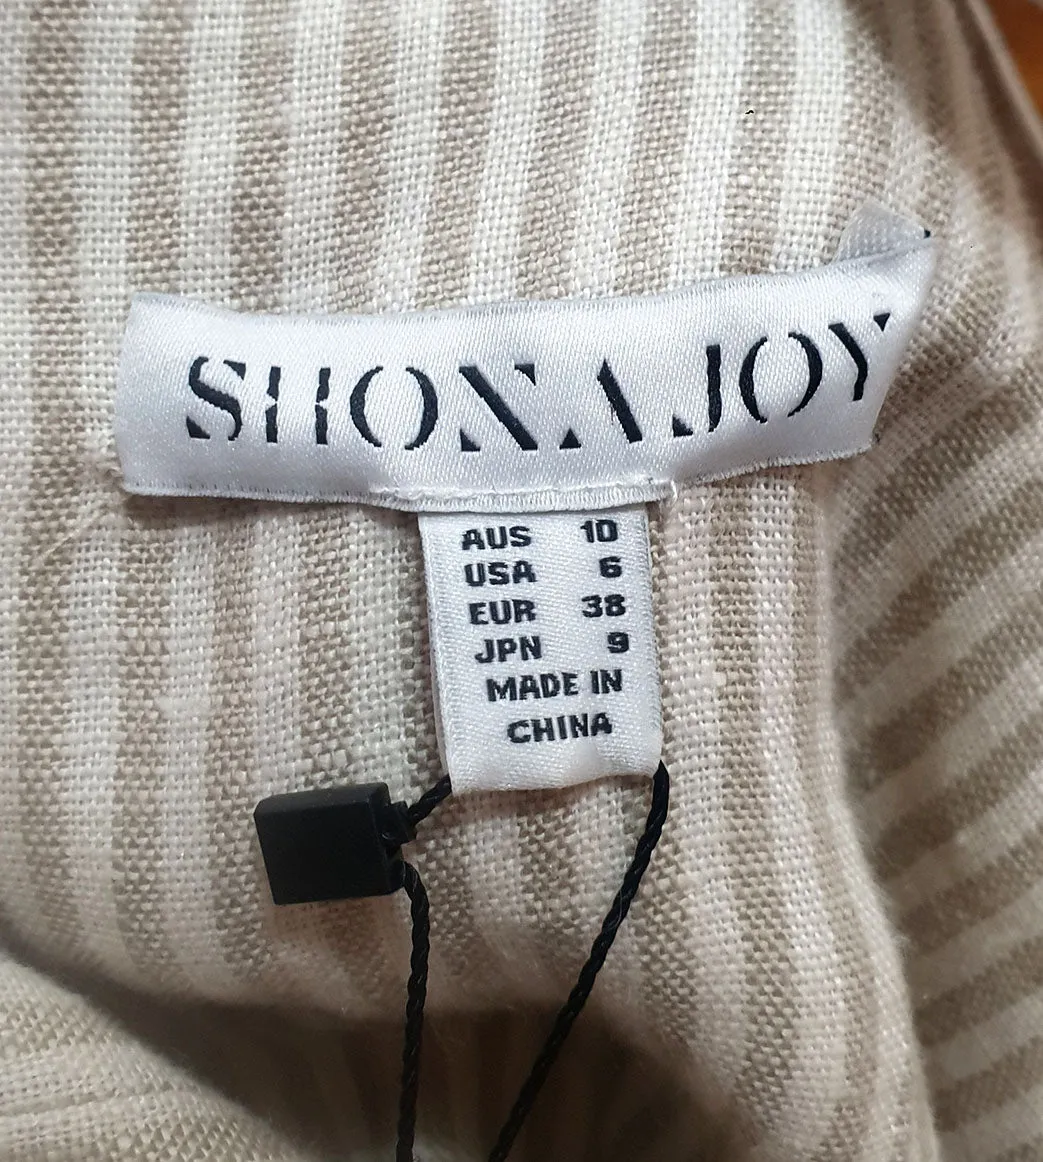 SHONA JOY
AUS 10
USA 6
EUR 38
JPN 9
MADE IN
CHINA